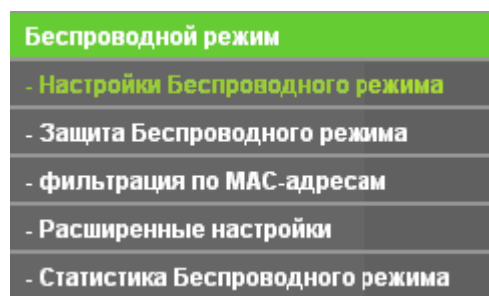 Беспроводной режим
- Настройки Беспроводного режима
- Защита Беспроводного режима
- фильтрация по MAC-адресам
- Расширенные настройки
- Статистика Беспроводного режима